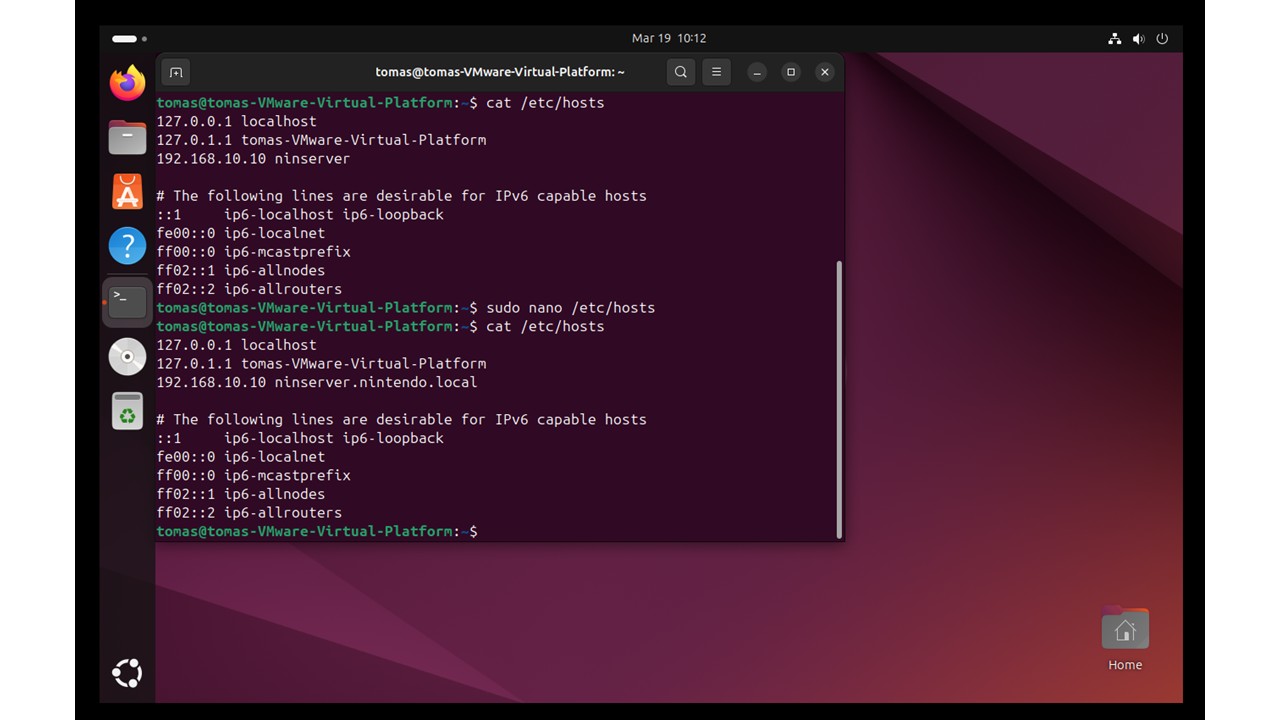 Mar 19 10:12
tomas@tomas-VMware-Virtual-Platform: ~
tomas@tomas-VMware-Virtual-Platform:~$ cat /etc/hosts
127.0.0.1 localhost
127.0.1.1 tomas-VMware-Virtual-Platform
192.168.10.10 ninserver
# The following lines are desirable for IPv6 capable hosts
::1     ip6-localhost ip6-loopback
fe00::0 ip6-localnet
ff00::0 ip6-mcastprefix
ff02::1 ip6-allnodes
ff02::2 ip6-allrouters
tomas@tomas-VMware-Virtual-Platform:~$ sudo nano /etc/hosts
tomas@tomas-VMware-Virtual-Platform:~$ cat /etc/hosts
127.0.0.1 localhost
127.0.1.1 tomas-VMware-Virtual-Platform
192.168.10.10 ninserver.nintendo.local
# The following lines are desirable for IPv6 capable hosts
::1     ip6-localhost ip6-loopback
fe00::0 ip6-localnet
ff00::0 ip6-mcastprefix
ff02::1 ip6-allnodes
ff02::2 ip6-allrouters
tomas@tomas-VMware-Virtual-Platform:~$
Home